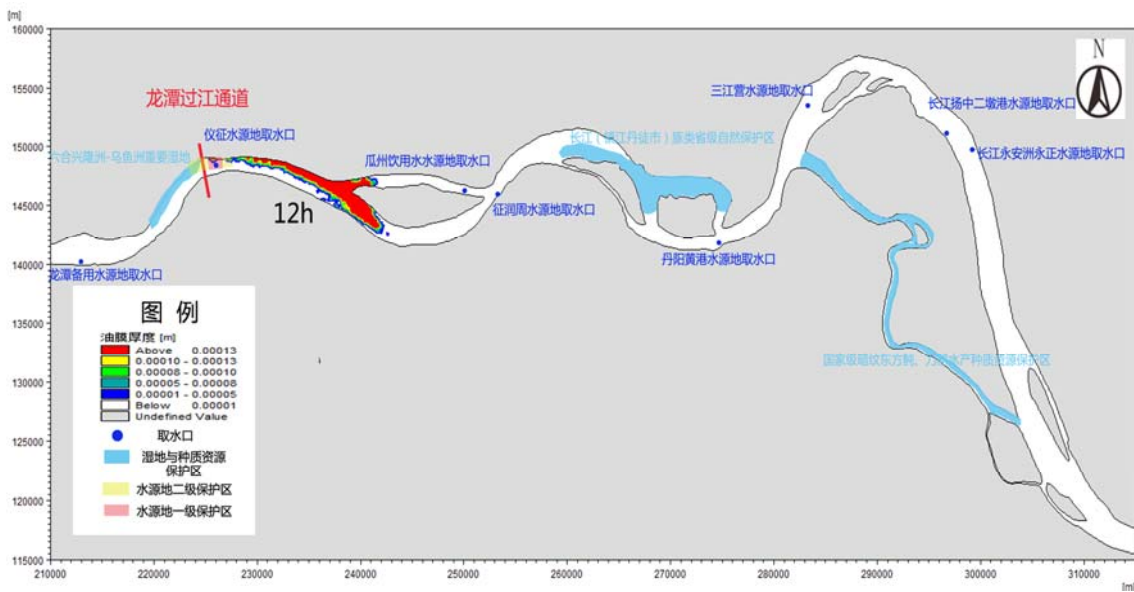 [m]
160000
155000
150000
145000
140000
135000
130000
125000
120000
115000
N
龙潭过江通道
仪征水源地取水口
六合兴隆洲-乌鱼洲重要湿地
瓜州饮用水水源地取水口
长江(镇江丹徒市)豚类省级自然保护区
三江营水源地取水口
长江扬中二墩港水源地取水口
长江永安洲永正水源地取水口
12h
征润周水源地取水口
丹阳黄港水源地取水口
龙潭备用水源地取水口
国家级暗纹东方鲀、刀鲚水产种质资源保护区
图 例
油膜厚度 [m]
Above 0.00013
0.00010 - 0.00013
0.00008 - 0.00010
0.00005 - 0.00008
0.00001 - 0.00005
Below 0.00001
Undefined Value
取水口
湿地与种质资源
保护区
水源地二级保护区
水源地一级保护区
210000 220000 230000 240000 250000 260000 270000 280000 290000 300000 310000
[m]